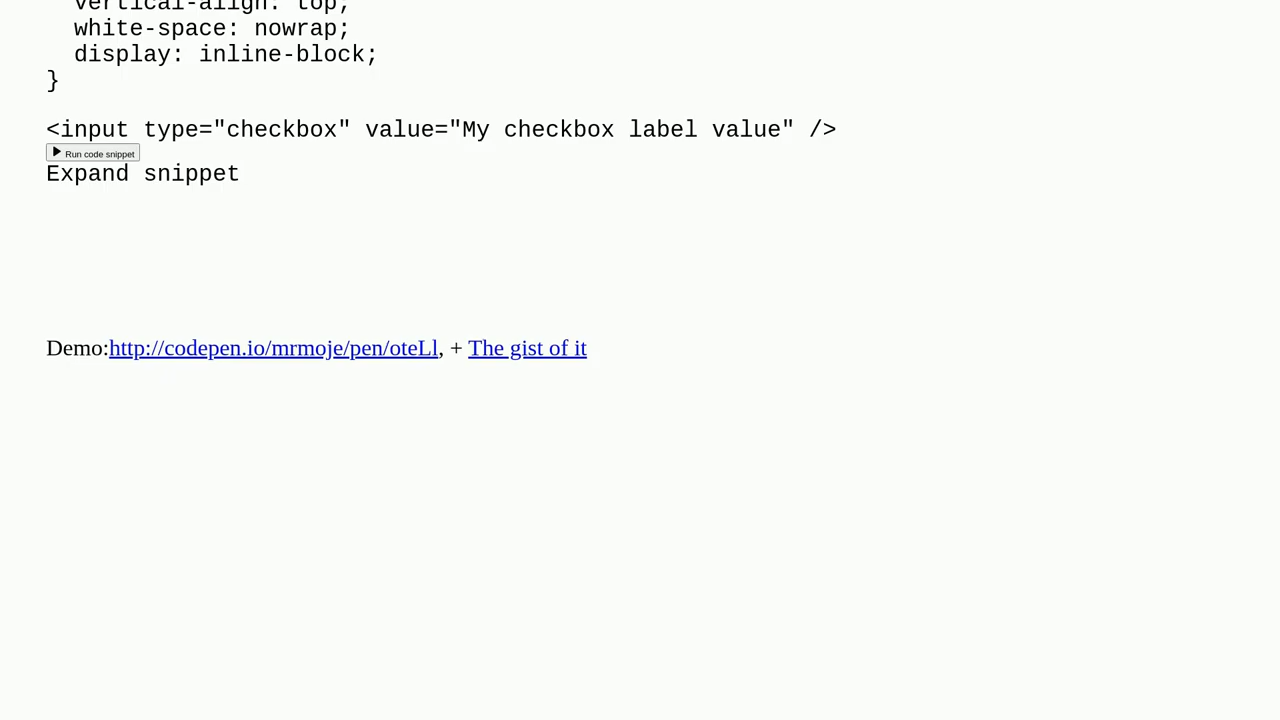 vertical-align: top;
white-space: nowrap;
display: inline-block;
}
<input type="checkbox" value="My checkbox label value" />
Run code snippet
Expand snippet
Demo:http://codepen.io/mrmoje/pen/oteLl, + The gist of it